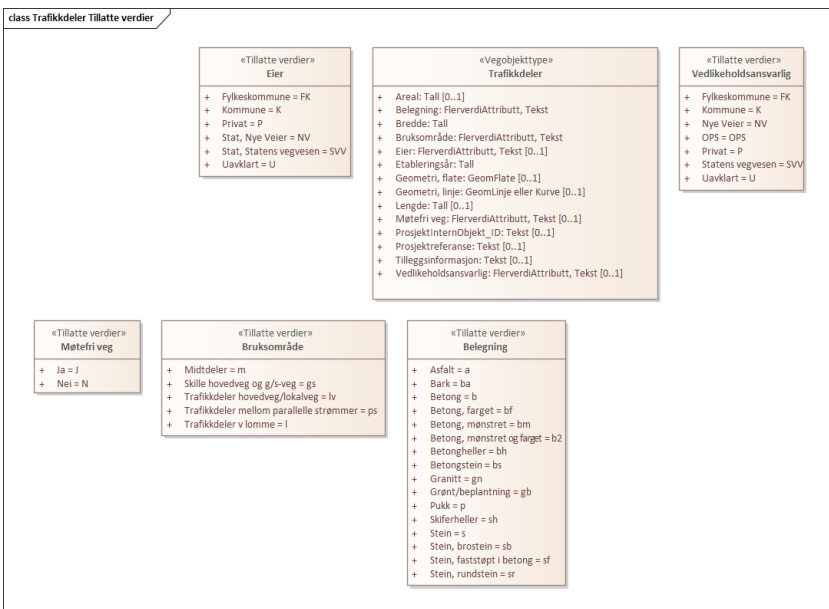 class Trafikkdeler Tillatte verdier
«Tillatte verdier»
Eier
+ Fylkeskommune = FK
+ Kommune = K
+ Privat = P
+ Stat, Nye Veier = NV
+ Stat, Statens vegvesen = SVV
+ Uavklart = U
«Vegobjekttype»
Trafikkdeler
+ Areal: Tall [0..1]
+ Belegning: FlerverdiAttributt, Tekst
+ Bredde: Tall
+ Bruksområde: FlerverdiAttributt, Tekst
+ Eier: FlerverdiAttributt, Tekst [0..1]
+ Etableringsår: Tall
+ Geometri, flate: GeomFlate [0..1]
+ Geometri, linje: GeomLinje eller Kurve [0..1]
+ Lengde: Tall [0..1]
+ Møtefri veg: FlerverdiAttributt, Tekst [0..1]
+ ProsjektInternObjekt_ID: Tekst [0..1]
+ Prosjektreferanse: Tekst [0..1]
+ Tilleggsinformasjon: Tekst [0..1]
+ Vedlikeholdsansvarlig: FlerverdiAttributt, Tekst [0..1]
«Tillatte verdier»
Vedlikeholdsansvarlig
+ Fylkeskommune = FK
+ Kommune = K
+ Nye Veier = NV
+ OPS = OPS
+ Privat = P
+ Statens vegvesen = SVV
+ Uavklart = U
«Tillatte verdier»
Møtefri veg
+ Ja = J
+ Nei = N
«Tillatte verdier»
Bruksområde
+ Midtdeler = m
+ Skille hovedveg og g/s-veg = gs
+ Trafikkdeler hovedveg/lokalveg = lv
+ Trafikkdeler mellom parallelle strømmer = ps
+ Trafikkdeler v lomme = l
«Tillatte verdier»
Belegning
+ Asfalt = a
+ Bark = ba
+ Betong = b
+ Betong, farget = bf
+ Betong, mønstret = bm
+ Betong, mønstret og farget = b2
+ Betongheller = bh
+ Betongstein = bs
+ Granitt = gn
+ Grønt/beplantning = gb
+ Pukk = p
+ Skiferheller = sh
+ Stein = s
+ Stein, brostein = sb
+ Stein, faststøpt i betong = sf
+ Stein, rundstein = sr